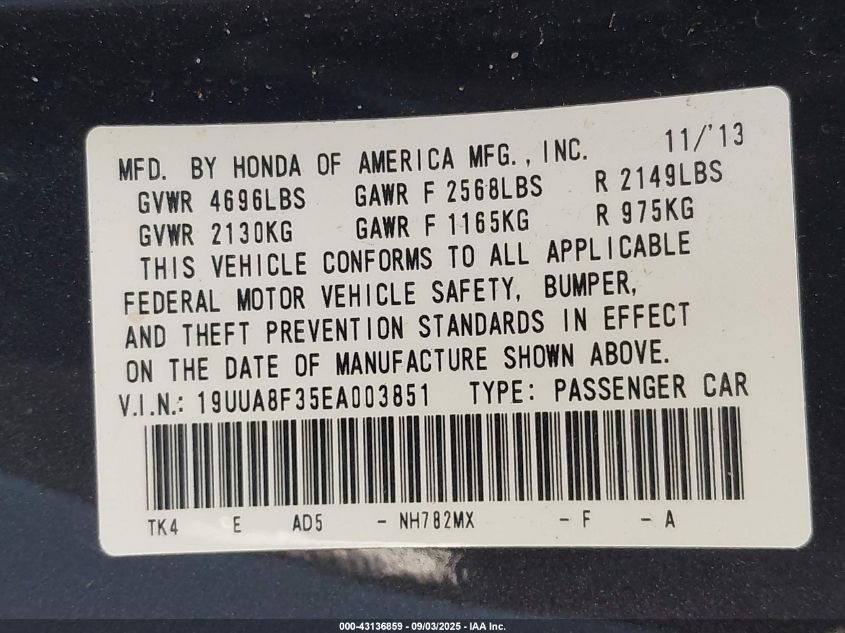 MFD. BY HONDA OF AMERICA MFG., INC. 11/'13
GVWR 4696LBS GAWR F 2568LBS R 2149LBS
GVWR 2130KG GAWR F 1165KG R 975KG
THIS VEHICLE CONFORMS TO ALL APPLICABLE
FEDERAL MOTOR VEHICLE SAFETY, BUMPER,
AND THEFT PREVENTION STANDARDS IN EFFECT
ON THE DATE OF MANUFACTURE SHOWN ABOVE.
V.I.N.: 19UUA8F35EA003851 TYPE: PASSENGER CAR
TK4 E AD5 - NH782MX - F - A
000-43136859 - 09/03/2025 - IAA Inc.